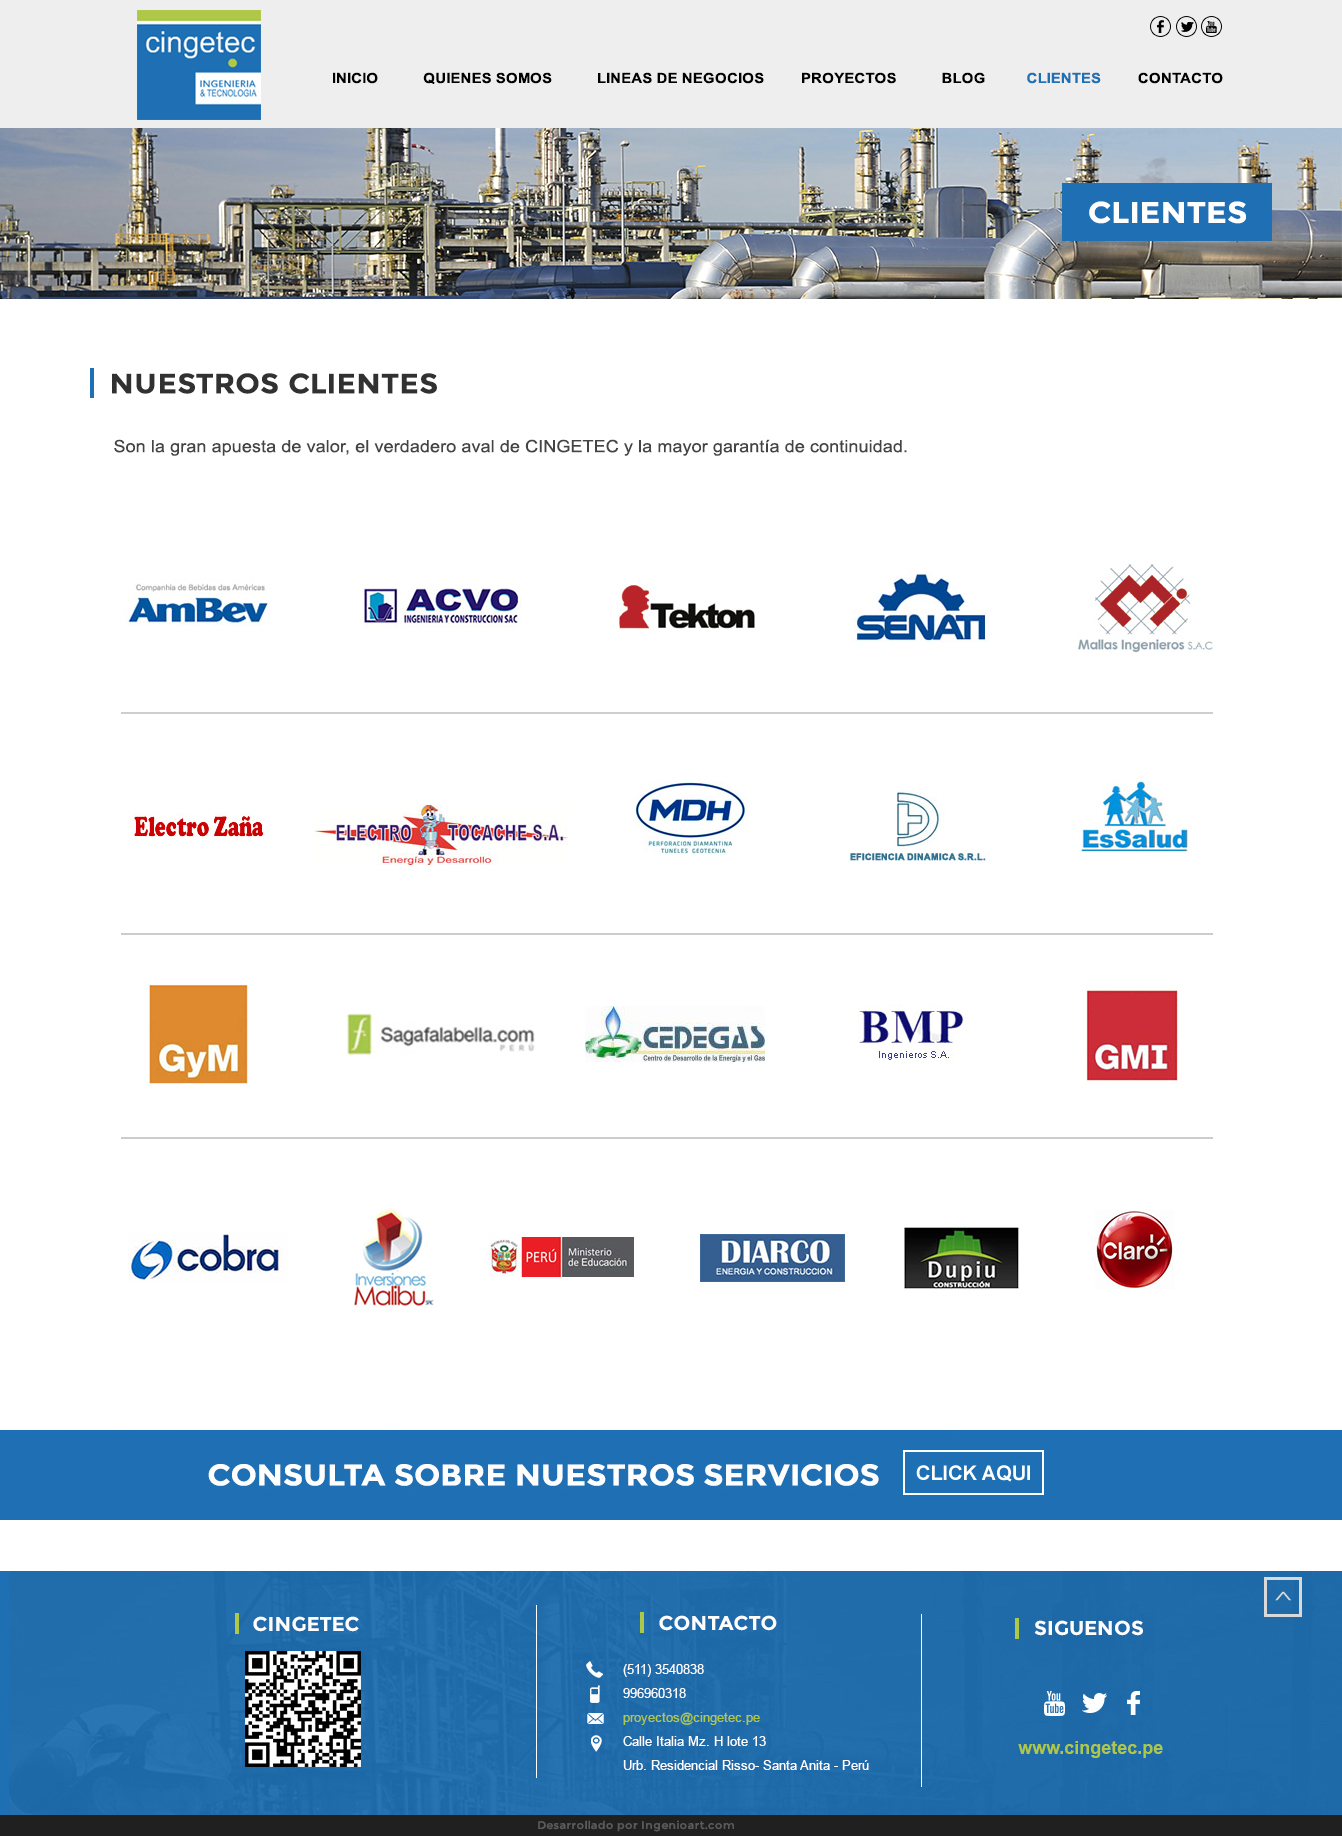 cingetec
INGENIERIA
& TECNOLOGIA
INICIO QUIENES SOMOS LINEAS DE NEGOCIOS PROYECTOS BLOG CLIENTES CONTACTO
CLIENTES
NUESTROS CLIENTES
Son la gran apuesta de valor, el verdadero aval de CINGETEC y la mayor garantía de continuidad.
Companhia de Bebidas das Américas
AmBev
ACVO
INGENIERIA Y CONSTRUCCION SAC
Tekton
SENATI
Mallas Ingenieros S.A.C
Electro Zaña
ELECTRO TOCACHE S.A.
Energía y Desarrollo
MDH
PERFORACION DIAMANTINA
TUNELES GEOTECNIA
EFICIENCIA DINAMICA S.R.L.
EsSalud
GyM
Sagafalabella.com
PERU
CEDEGAS
Centro de Desarrollo de la Energía y el Gas
BMP
Ingenieros S.A.
GMI
cobra
Inversiones
Malibu
PERÚ Ministerio
de Educación
DIARCO
ENERGIA Y CONSTRUCCION
Dupiu
CONSTRUCCIÓN
Claro
CONSULTA SOBRE NUESTROS SERVICIOS CLICK AQUI
CINGETEC
CONTACTO
(511) 3540838
996960318
proyectos@cingetec.pe
Calle Italia Mz. H lote 13
Urb. Residencial Risso- Santa Anita - Perú
SIGUENOS
You
Tube
www.cingetec.pe
Desarrollado por Ingenioart.com